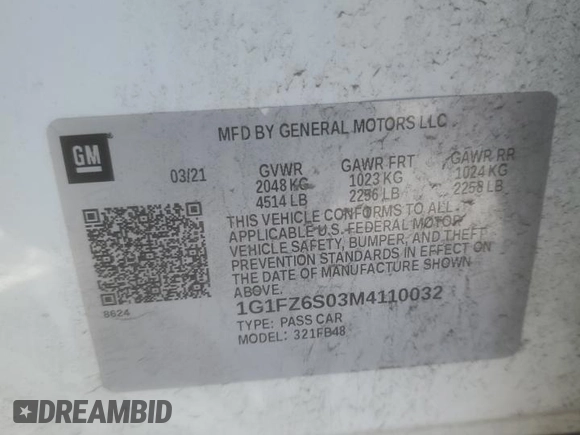 MFD BY GENERAL MOTORS LLC
GM
03/21
GVWR
2048 KG
4514 LB
GAWR FRT
1023 KG
2256 LB
GAWR RR
1024 KG
2258 LB
THIS VEHICLE CONFORMS TO ALL
APPLICABLE U.S. FEDERAL MOTOR
VEHICLE SAFETY, BUMPER, AND THEFT
PREVENTION STANDARDS IN EFFECT ON
THE DATE OF MANUFACTURE SHOWN
ABOVE.
8624
1G1FZ6S03M4110032
TYPE: PASS CAR
MODEL: 321FB48
DREAMBID